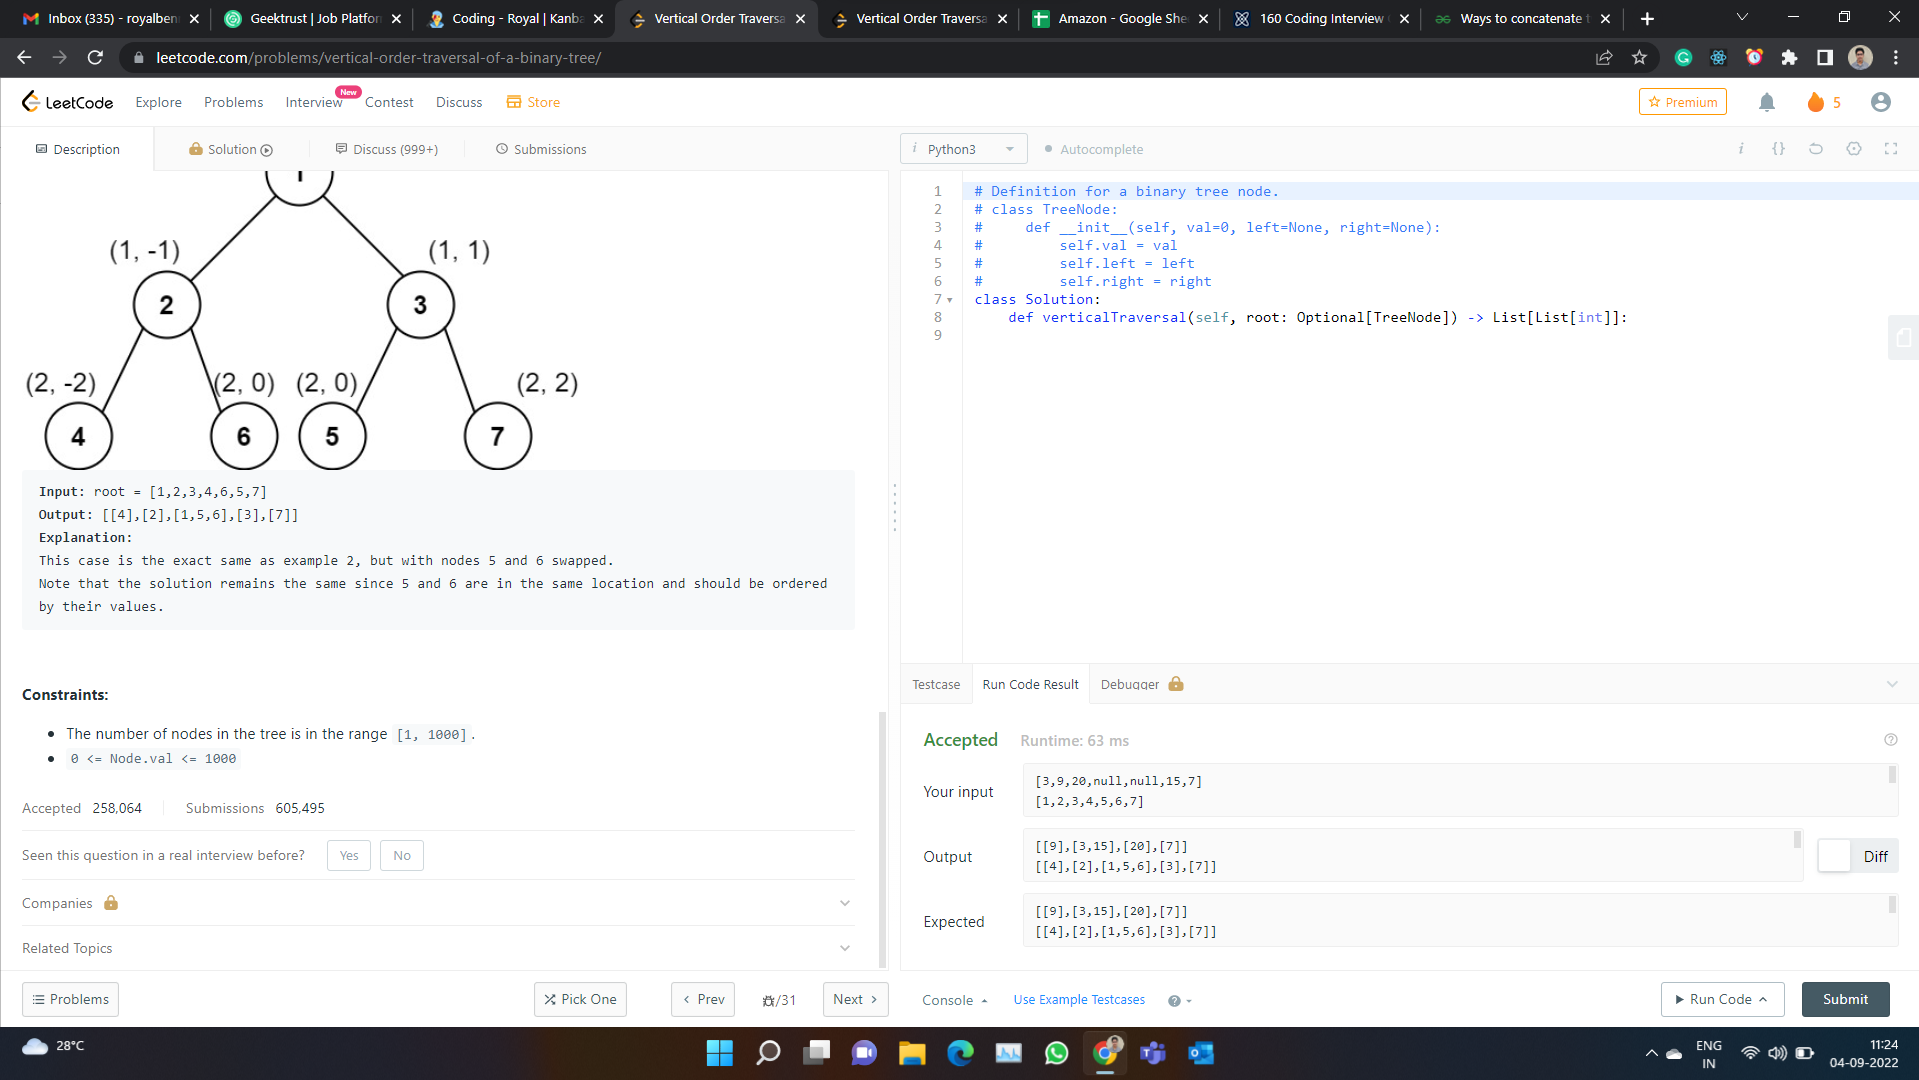 Inbox (335) - royalben
Geektrust | Job Platfor
Coding - Royal | Kanba
Vertical Order Traversa
Vertical Order Traversa
Amazon - Google She
160 Coding Interview
Ways to concatenate t
leetcode.com/problems/vertical-order-traversal-of-a-binary-tree/
LeetCode
Explore
Problems
Interview
New
Contest
Discuss
Store
Premium
5
Description
Solution
Discuss (999+)
Submissions
i Python3
Autocomplete
i {}
1
(1, -1)
(1, 1)
2
3
(2, -2)
(2, 0)
(2, 0)
(2, 2)
4
6
5
7
Input: root = [1,2,3,4,6,5,7]
Output: [[4],[2],[1,5,6],[3],[7]]
Explanation:
This case is the exact same as example 2, but with nodes 5 and 6 swapped.
Note that the solution remains the same since 5 and 6 are in the same location and should be ordered
by their values.
Constraints:
The number of nodes in the tree is in the range [1, 1000].
0 <= Node.val <= 1000
Accepted 258,064
Submissions 605,495
Seen this question in a real interview before?
Yes
No
Companies
Related Topics
Problems
Pick One
< Prev
/31
Next >
1 # Definition for a binary tree node.
2 # class TreeNode:
3 #     def __init__(self, val=0, left=None, right=None):
4 #         self.val = val
5 #         self.left = left
6 #         self.right = right
7 class Solution:
8     def verticalTraversal(self, root: Optional[TreeNode]) -> List[List[int]]:
9
Testcase
Run Code Result
Debugger
Accepted
Runtime: 63 ms
Your input
[3,9,20,null,null,15,7]
[1,2,3,4,5,6,7]
Output
[[9],[3,15],[20],[7]]
[[4],[2],[1,5,6],[3],[7]]
Diff
Expected
[[9],[3,15],[20],[7]]
[[4],[2],[1,5,6],[3],[7]]
Console
Use Example Testcases
Run Code
Submit
28°C
ENG
IN
11:24
04-09-2022